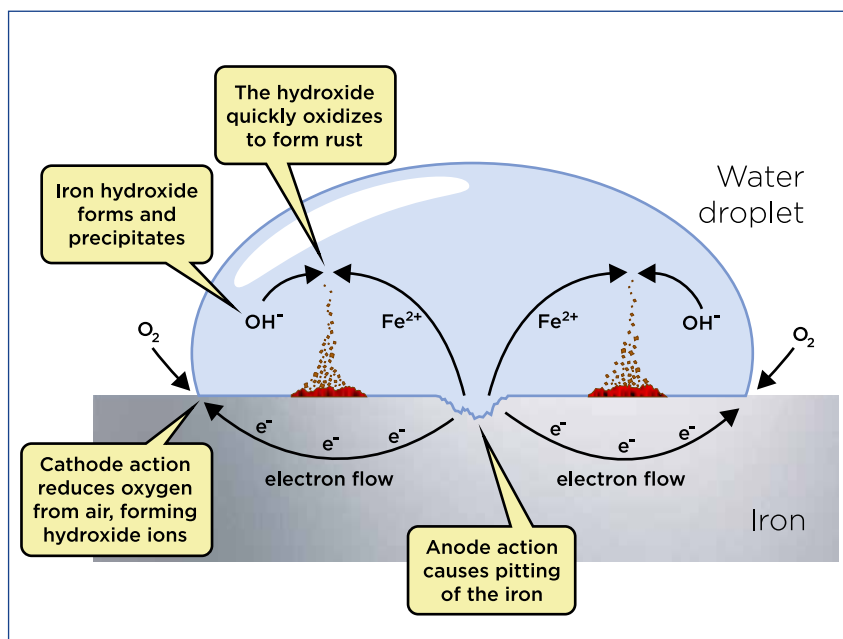 The hydroxide
quickly oxidizes
to form rust
Iron hydroxide
forms and
precipitates
Water
droplet
OH⁻
Fe²⁺
Fe²⁺
OH⁻
O₂
O₂
e⁻
e⁻
e⁻
e⁻
e⁻
e⁻
electron flow
electron flow
Cathode action
reduces oxygen
from air, forming
hydroxide ions
Anode action
causes pitting
of the iron
Iron